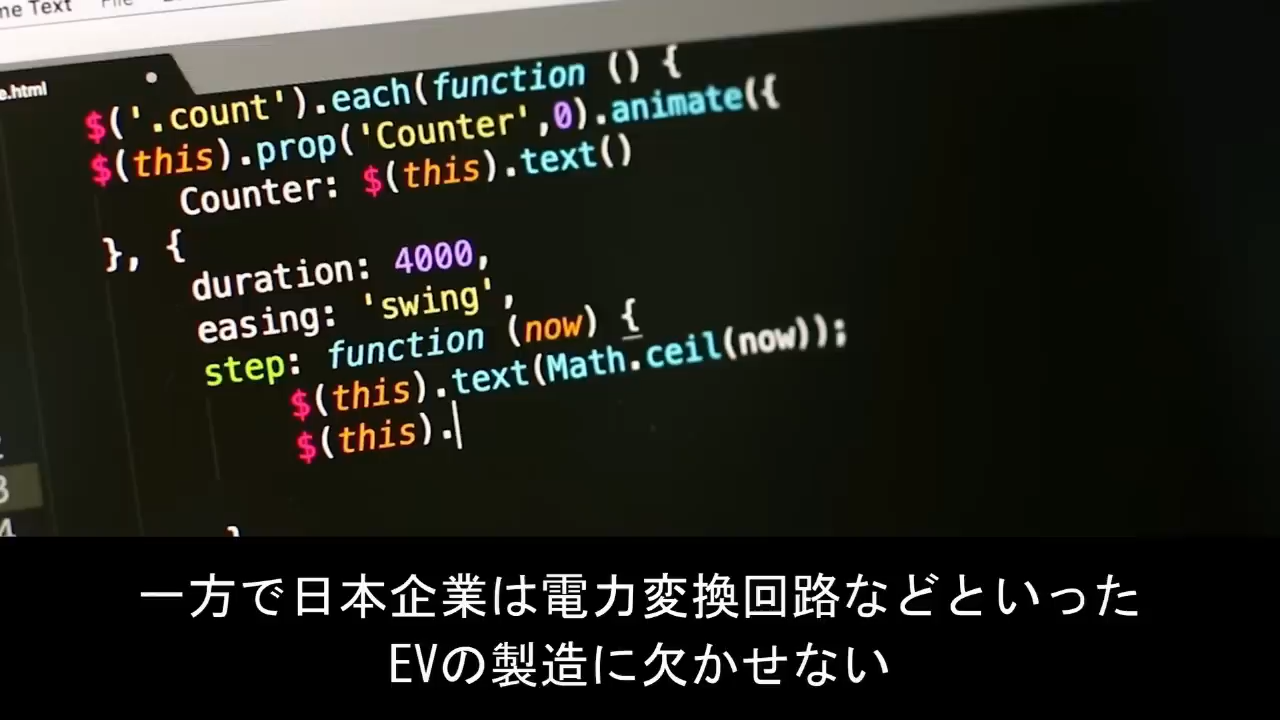 me Text File
e.html
$('.count').each(function () {
$(this).prop('Counter',0).animate({
Counter: $(this).text()
}, {
duration: 4000,
easing: 'swing',
step: function (now) {
$(this).text(Math.ceil(now));
$(this).
3
4
}
一方で日本企業は電力変換回路などといった
EVの製造に欠かせない